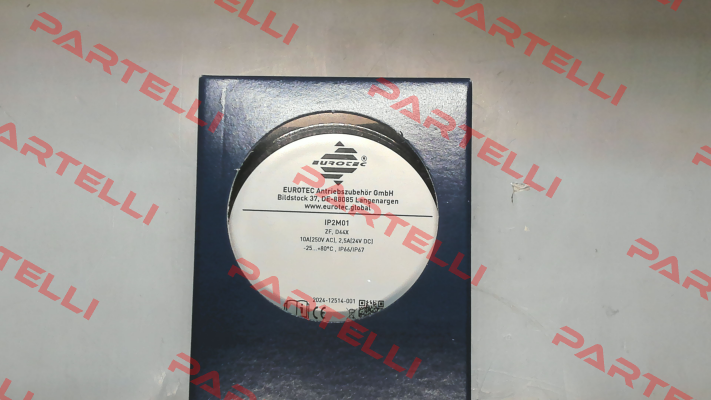 PARTELLI
PARTELLI
PARTELLI
EUROTEC ®
EUROTEC Antriebszubehör GmbH
Bildstock 37, DE-88085 Langenargen
www.eurotec.global
IP2M01
ZF, D44X
10A(250V AC), 2,5A(24V DC)
-25...+80°C , IP66/IP67
2024-12514-001
CE
PARTELLI
PARTELLI
PARTELLI
PARTELLI
PARTELLI
PARTELLI